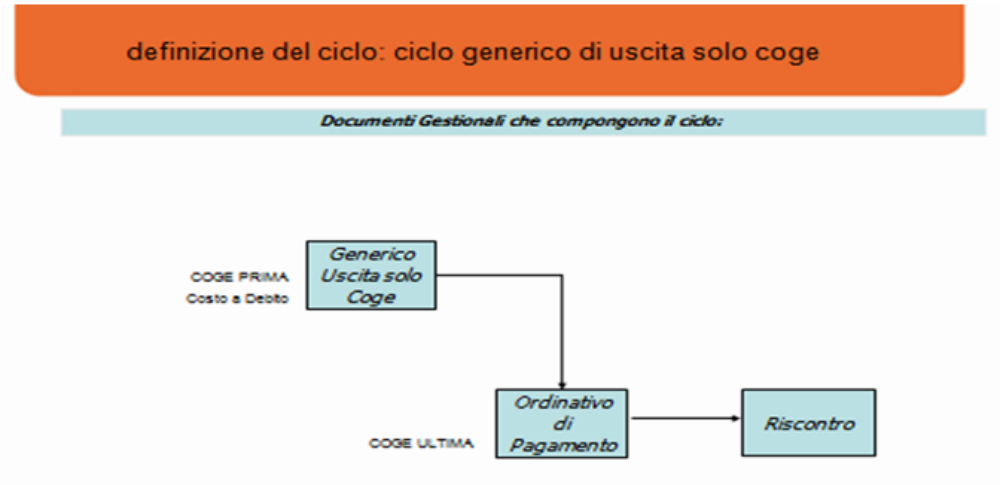 definizione del ciclo: ciclo generico di uscita solo coge
Documenti Gestionali che compongono il ciclo:
Generico
Uscita solo
Coge
COGE PRIMA
Costo a Debito
Ordinativo
di
Pagamento
COGE ULTIMA
Riscontro